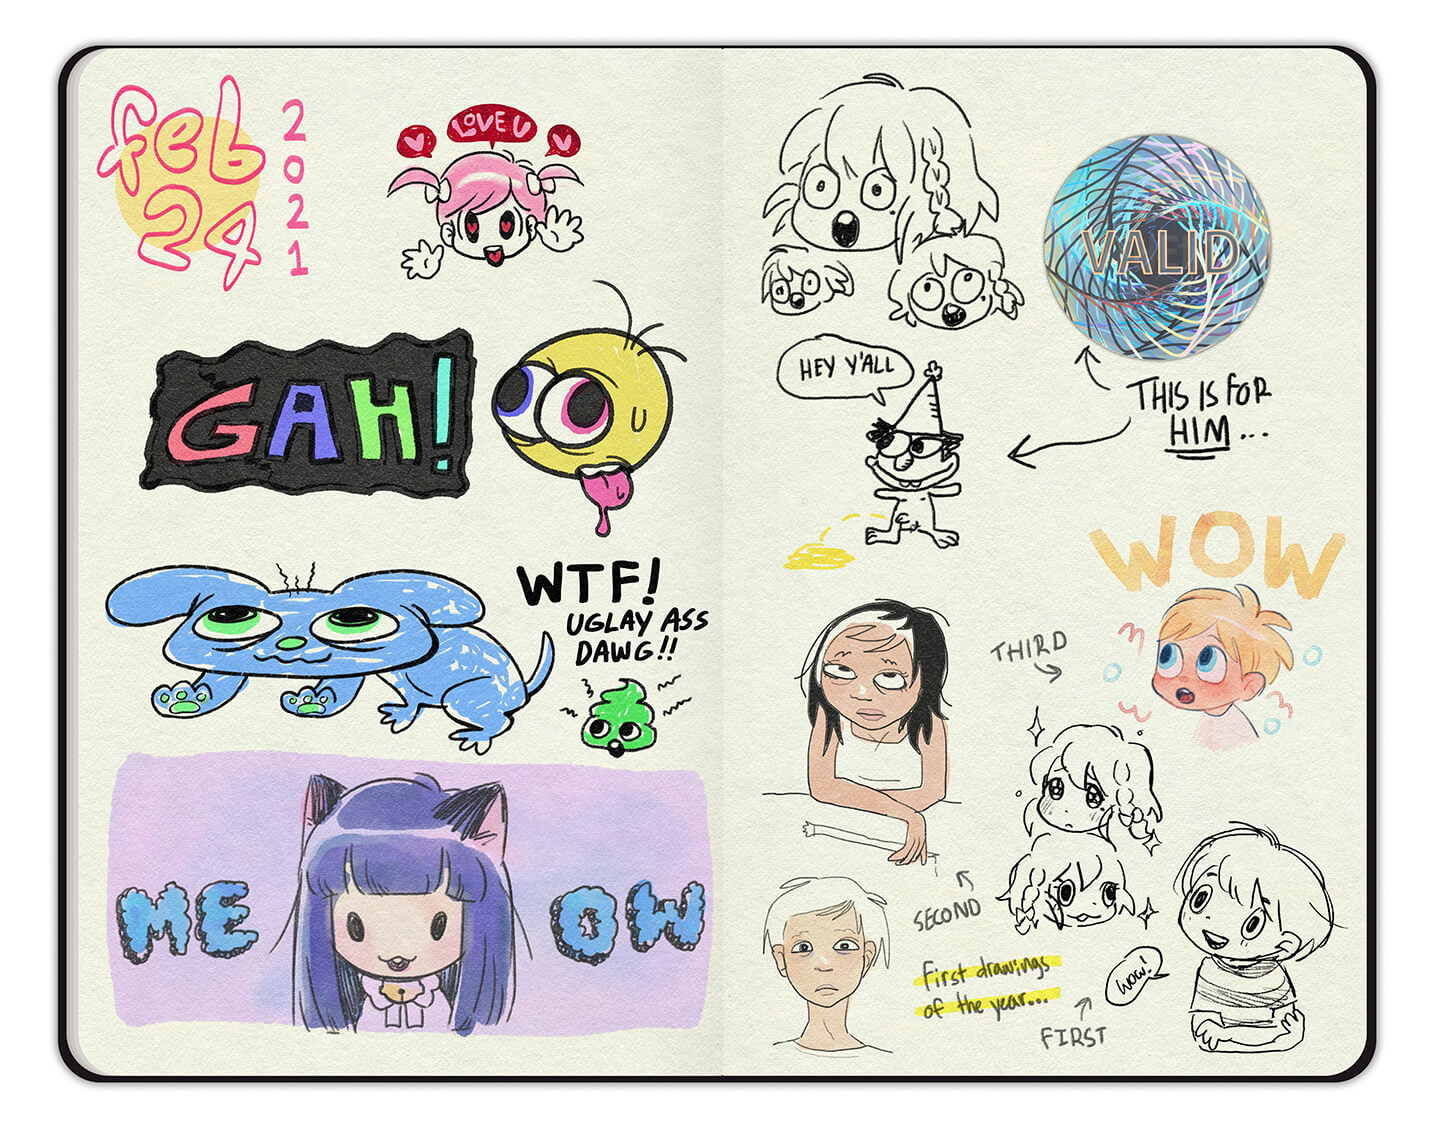 feb
24
2021
LOVE U
GAH!
WTF!
UGLAY ASS
DAWG!!
ME OW
VALID
HEY Y'ALL
THIS IS FOR
HIM...
WOW
THIRD
SECOND
First drawings
of the year...
WOW!
FIRST